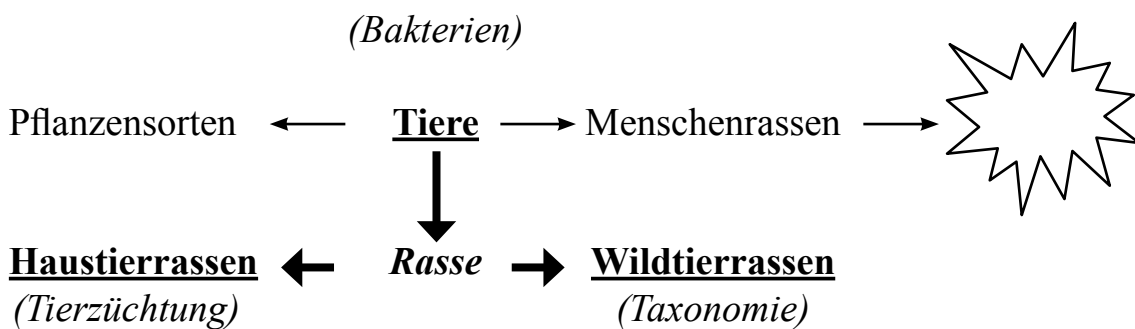 (Bakterien)
Pflanzensorten Tiere Menschenrassen
Haustierrassen Rasse Wildtierrassen
(Tierzüchtung) (Taxonomie)